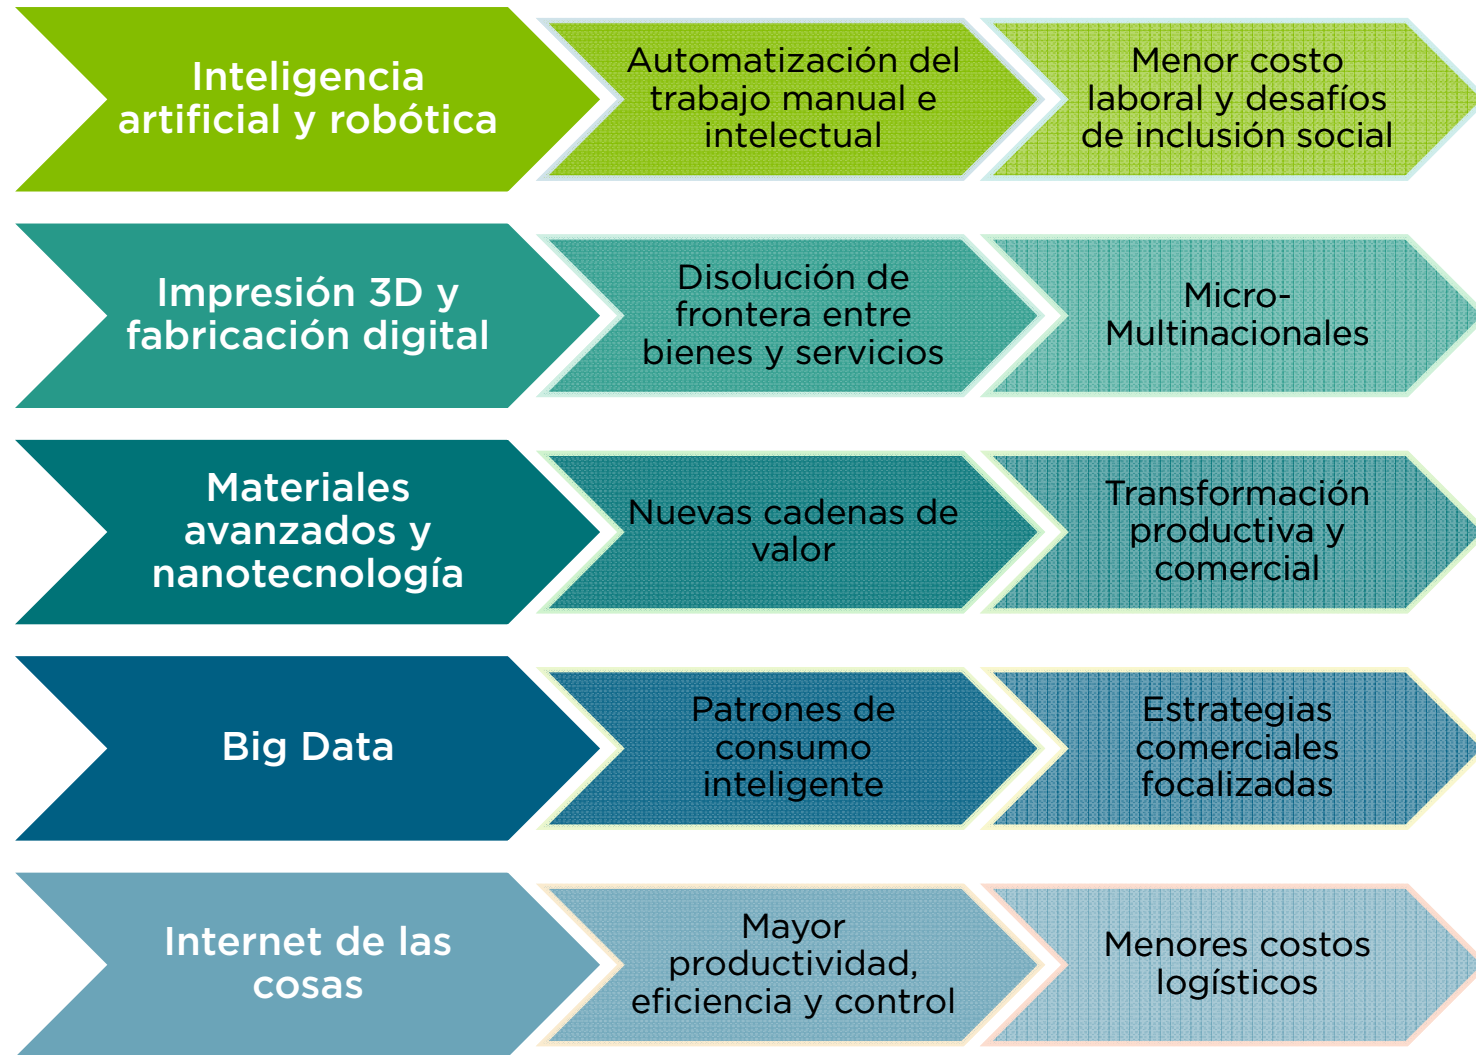 Inteligencia
artificial y robótica
Automatización del
trabajo manual e
intelectual
Menor costo
laboral y desafíos
de inclusión social
Impresión 3D y
fabricación digital
Disolución de
frontera entre
bienes y servicios
Micro-
Multinacionales
Materiales
avanzados y
nanotecnología
Nuevas cadenas de
valor
Transformación
productiva y
comercial
Big Data
Patrones de
consumo
inteligente
Estrategias
comerciales
focalizadas
Internet de las
cosas
Mayor
productividad,
eficiencia y control
Menores costos
logísticos